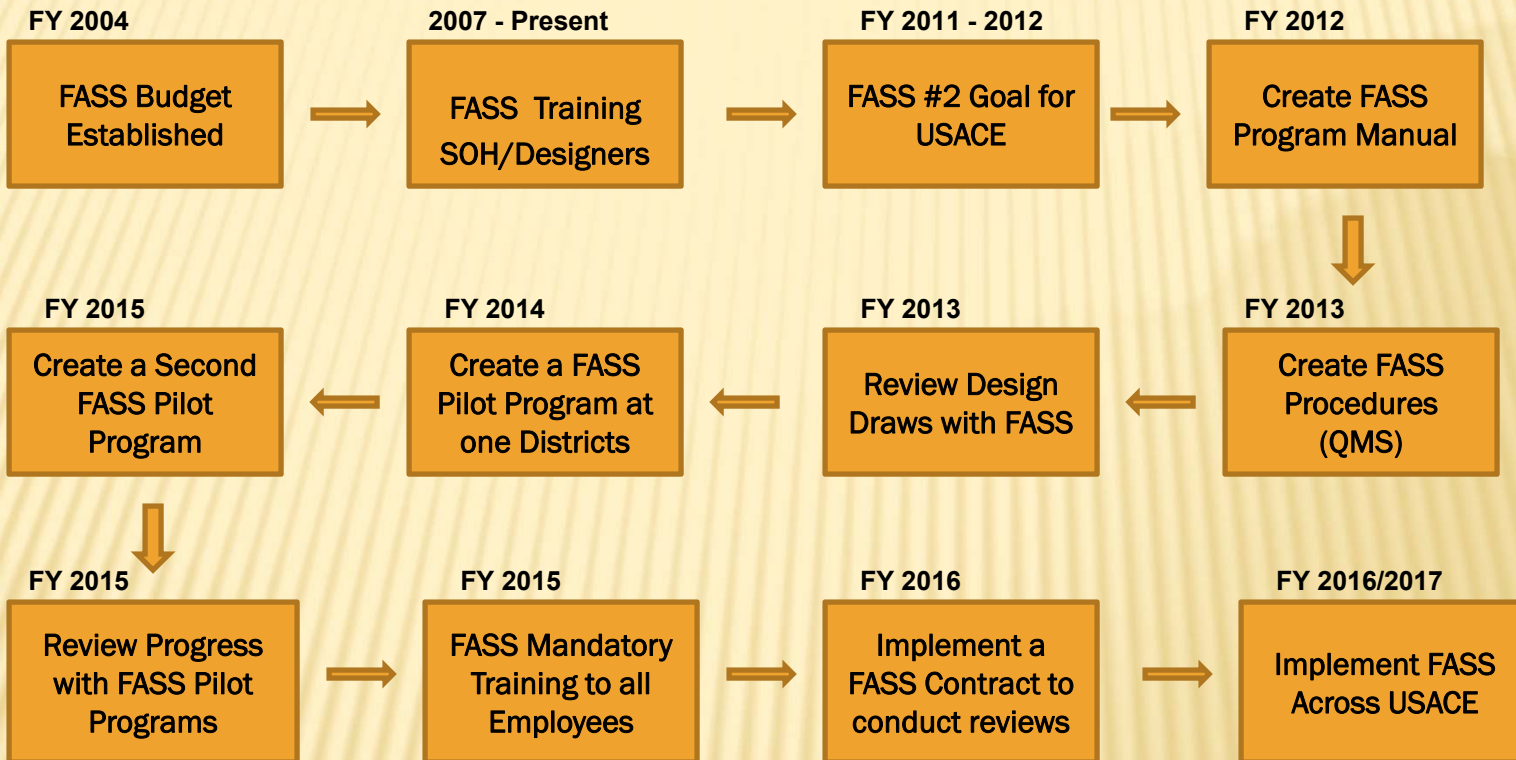 FY 2004
FASS Budget
Established
2007 - Present
FASS Training
SOH/Designers
FY 2011 - 2012
FASS #2 Goal for
USACE
FY 2012
Create FASS
Program Manual
FY 2013
Create FASS
Procedures
(QMS)
FY 2013
Review Design
Draws with FASS
FY 2014
Create a FASS
Pilot Program at
one Districts
FY 2015
Create a Second
FASS Pilot
Program
FY 2015
Review Progress
with FASS Pilot
Programs
FY 2015
FASS Mandatory
Training to all
Employees
FY 2016
Implement a
FASS Contract to
conduct reviews
FY 2016/2017
Implement FASS
Across USACE